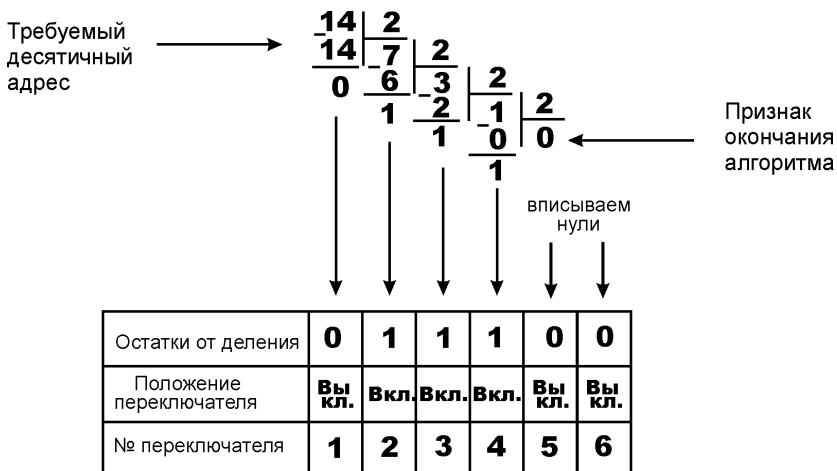 Требуемый
десятичный
адрес
14 2
14 7 2
0 6 3 2
1 2 1 2
1 0 0
1
Признак
окончания
алгоритма
вписываем
нули
Остатки от деления 0 1 1 1 0 0
Положение
переключателя
Вы
кл.
Вкл.
Вкл.
Вкл.
Вы
кл.
Вы
кл.
№ переключателя 1 2 3 4 5 6